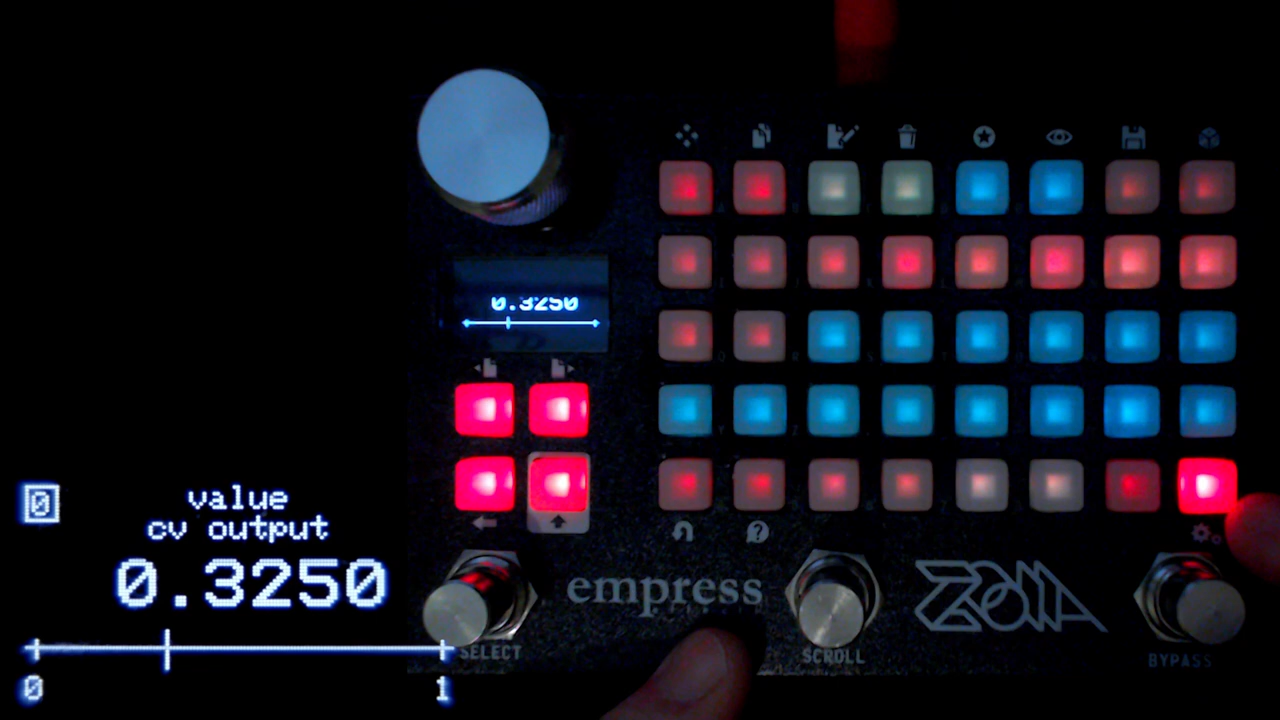 0.3250
0
value
cv output
0.3250
0 1
empress
ZOIA
SELECT
SCROLL
BYPASS